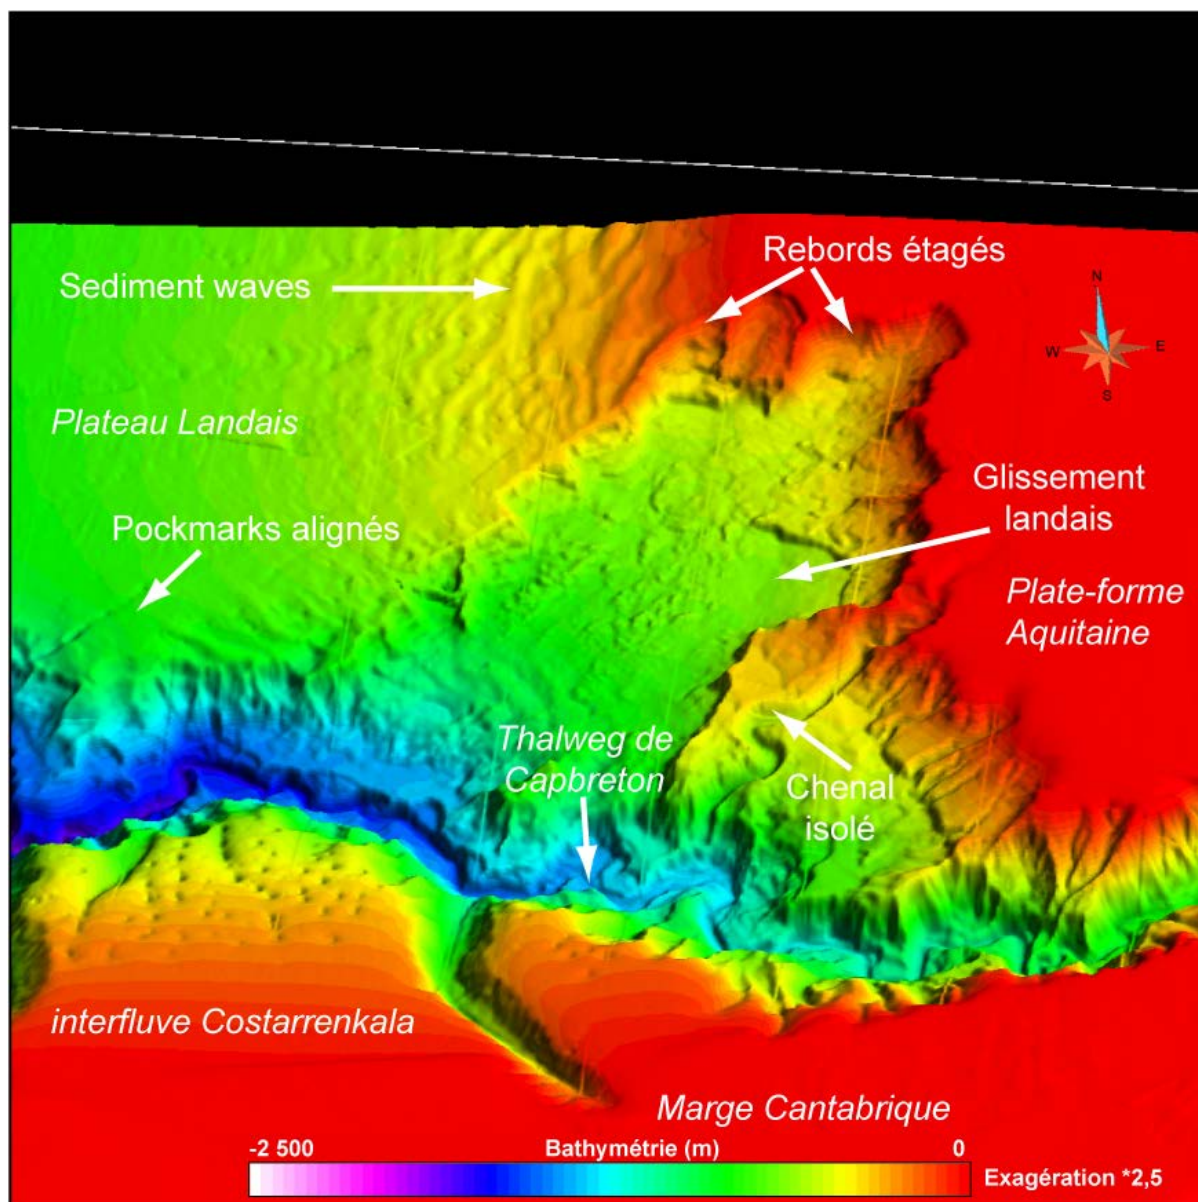 Rebords étagés
Sediment waves
N
W
E
S
Plateau Landais
Glissement
landais
Pockmarks alignés
Plate-forme
Aquitaine
Thalweg de
Capbreton
Chenal
isolé
interfluve Costarrenkala
Marge Cantabrique
-2 500
Bathymétrie (m)
0
Exagération *2,5